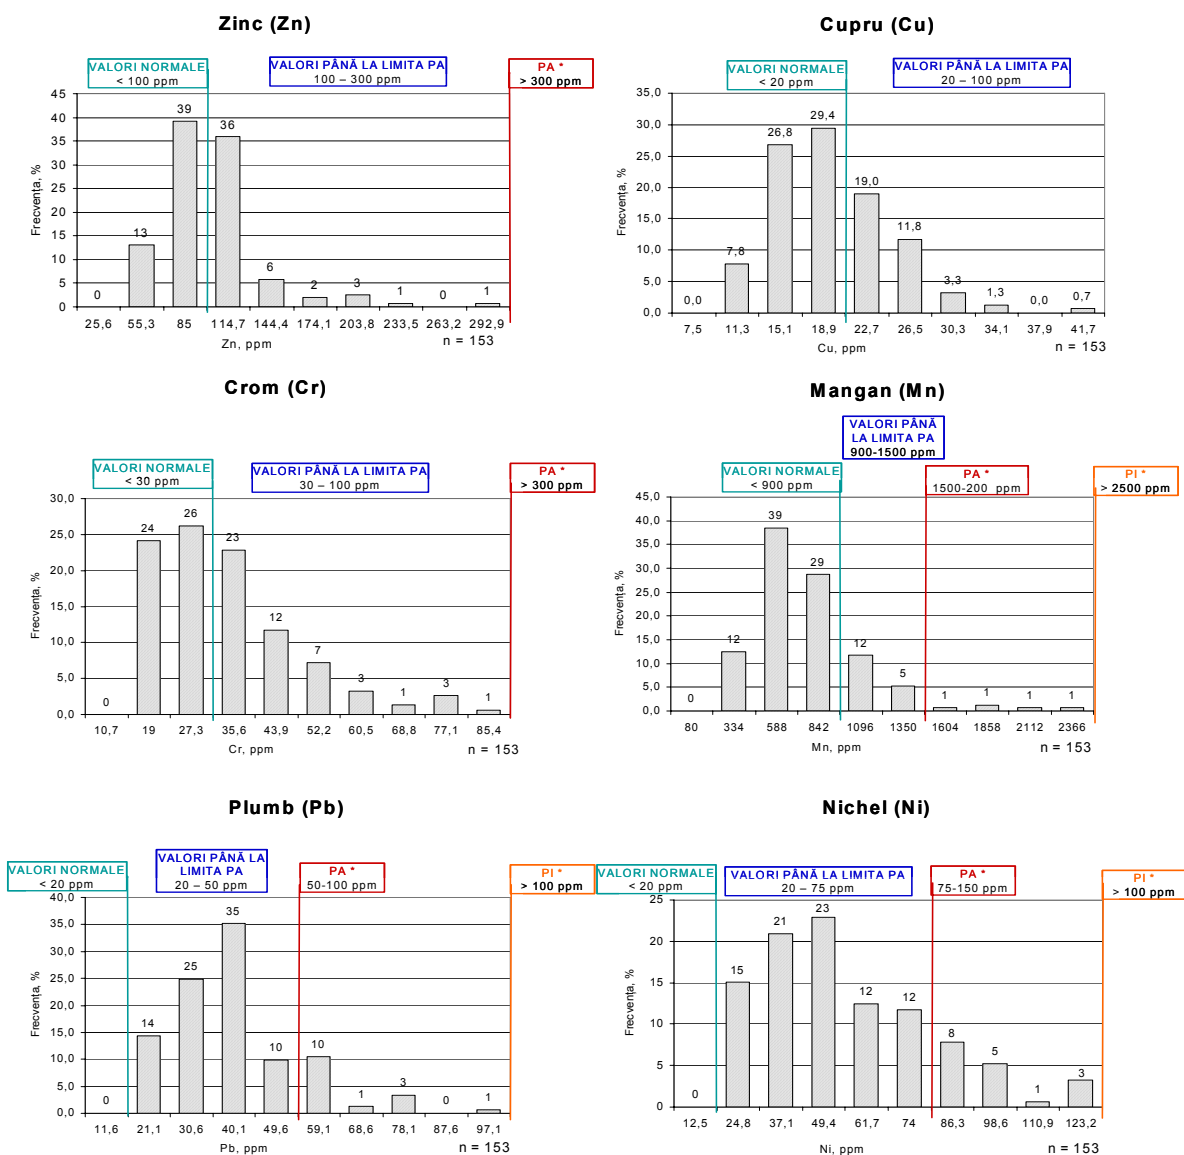 Zinc (Zn)
VALORI NORMALE
< 100 ppm
VALORI PÂNĂ LA LIMITA PA
100 – 300 ppm
PA *
> 300 ppm
Frecvenţa, %
45
40
35
30
25
20
15
10
5
0
0
13
39
36
6
2
3
1
0
1
25,6
55,3
85
114,7
144,4
174,1
203,8
233,5
263,2
292,9
Zn, ppm
n = 153
Cupru (Cu)
VALORI NORMALE
< 20 ppm
VALORI PÂNĂ LA LIMITA PA
20 – 100 ppm
Frecvenţa, %
35,0
30,0
25,0
20,0
15,0
10,0
5,0
0,0
0,0
7,8
26,8
29,4
19,0
11,8
3,3
1,3
0,0
0,7
7,5
11,3
15,1
18,9
22,7
26,5
30,3
34,1
37,9
41,7
Cu, ppm
n = 153
Crom (Cr)
VALORI NORMALE
< 30 ppm
VALORI PÂNĂ LA LIMITA PA
30 – 100 ppm
PA *
> 300 ppm
Frecvenţa, %
30,0
25,0
20,0
15,0
10,0
5,0
0,0
0
24
26
23
12
7
3
1
3
1
10,7
19
27,3
35,6
43,9
52,2
60,5
68,8
77,1
85,4
Cr, ppm
n = 153
Mangan (Mn)
VALORI NORMALE
< 900 ppm
VALORI PÂNĂ
LA LIMITA PA
900-1500 ppm
PA *
1500-200 ppm
PI *
> 2500 ppm
Frecvenţa, %
45,0
40,0
35,0
30,0
25,0
20,0
15,0
10,0
5,0
0,0
0
12
39
29
12
5
1
1
1
1
80
334
588
842
1096
1350
1604
1858
2112
2366
Mn, ppm
n = 153
Plumb (Pb)
VALORI NORMALE
< 20 ppm
VALORI PÂNĂ LA
LIMITA PA
20 – 50 ppm
PA *
50-100 ppm
PI *
> 100 ppm
Frecvenţa, %
40,0
35,0
30,0
25,0
20,0
15,0
10,0
5,0
0,0
0
14
25
35
10
10
1
3
0
1
11,6
21,1
30,6
40,1
49,6
59,1
68,6
78,1
87,6
97,1
Pb, ppm
n = 153
Nichel (Ni)
VALORI NORMALE
< 20 ppm
VALORI PÂNĂ LA LIMITA PA
20 – 75 ppm
PA *
75-150 ppm
PI *
> 100 ppm
Frecvenţa, %
25
20
15
10
5
0
0
15
21
23
12
12
8
5
1
3
12,5
24,8
37,1
49,4
61,7
74
86,3
98,6
110,9
123,2
Ni, ppm
n = 153